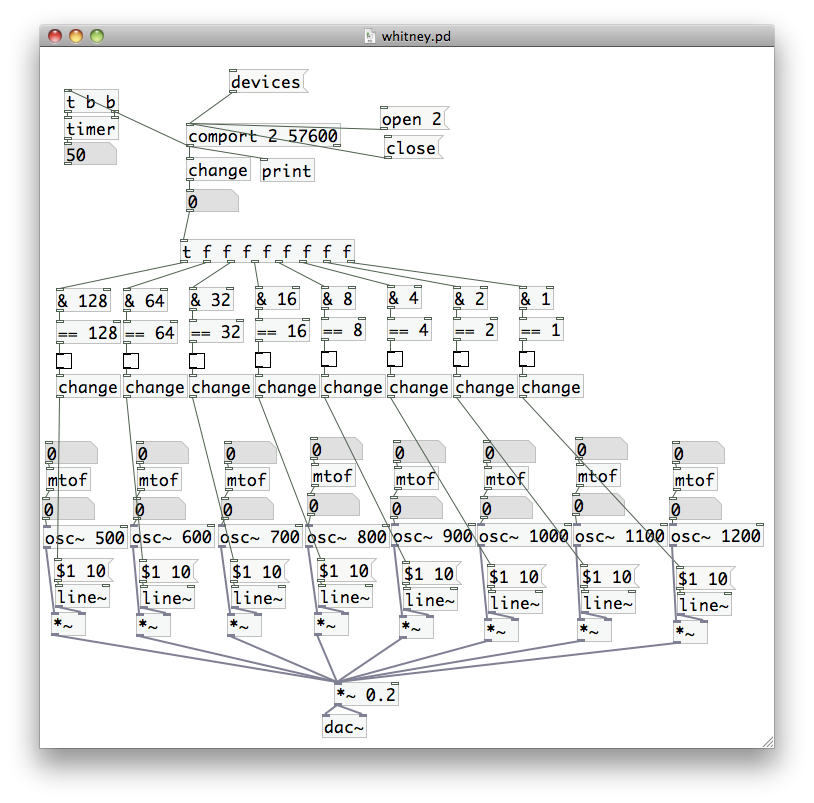 whitney.pd
devices
t b b
open 2
timer
comport 2 57600
close
50
change
print
0
t f f f f f f f f
& 128 & 64 & 32 & 16 & 8 & 4 & 2 & 1
== 128 == 64 == 32 == 16 == 8 == 4 == 2 == 1
change change change change change change change change
0 0 0 0 0 0 0 0
mtof mtof mtof mtof mtof mtof mtof mtof
0 0 0 0 0 0 0 0
osc~ 500 osc~ 600 osc~ 700 osc~ 800 osc~ 900 osc~ 1000 osc~ 1100 osc~ 1200
$1 10 $1 10 $1 10 $1 10 $1 10 $1 10 $1 10 $1 10
line~ line~ line~ line~ line~ line~ line~ line~
*~ *~ *~ *~ *~ *~ *~ *~
*~ 0.2
dac~